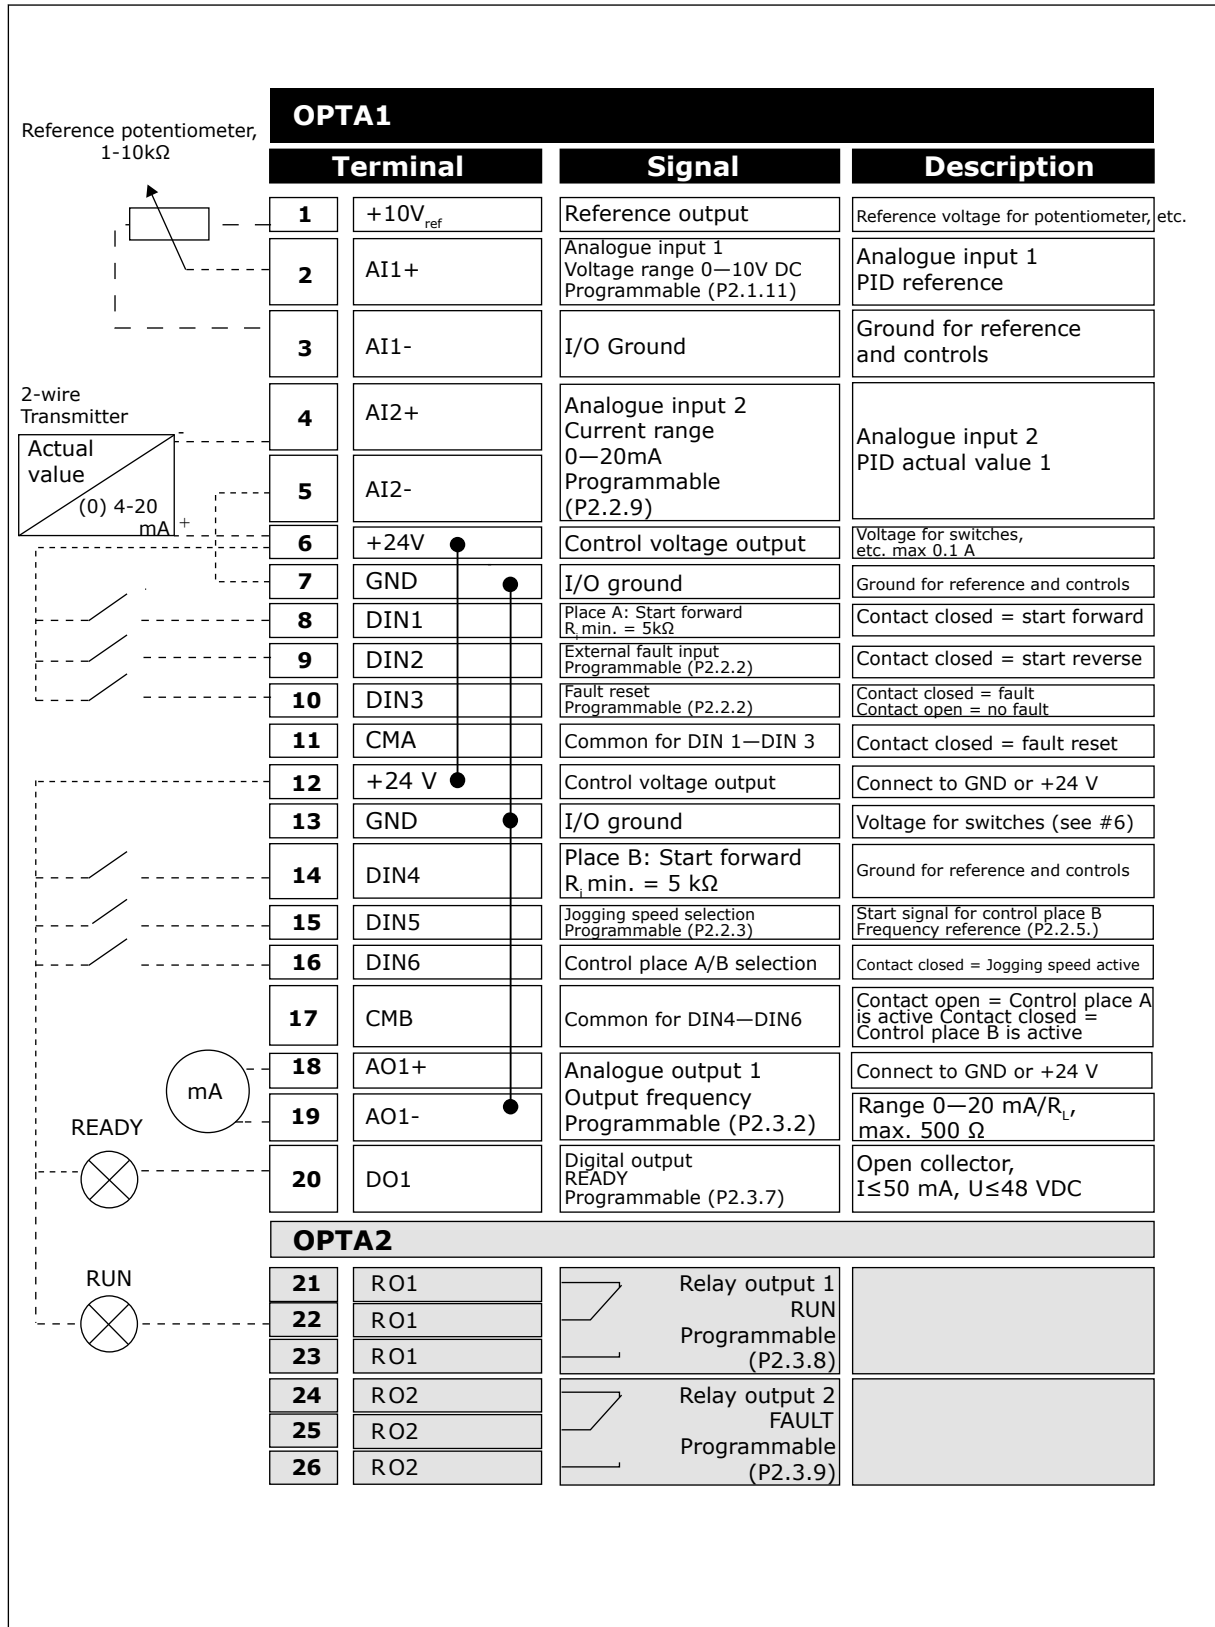 OPTA1
Reference potentiometer,
1-10kΩ
Terminal Signal Description
1 +10Vref Reference output Reference voltage for potentiometer, etc.
2 AI1+ Analogue input 1
Voltage range 0—10V DC
Programmable (P2.1.11)
Analogue input 1
PID reference
3 AI1- I/O Ground Ground for reference
and controls
2-wire
Transmitter
-
Actual
value
(0) 4-20
mA
+
4 AI2+
5 AI2-
Analogue input 2
Current range
0—20mA
Programmable
(P2.2.9)
Analogue input 2
PID actual value 1
6 +24V Control voltage output Voltage for switches,
etc. max 0.1 A
7 GND I/O ground Ground for reference and controls
8 DIN1 Place A: Start forward
Ri min. = 5kΩ
Contact closed = start forward
9 DIN2 External fault input
Programmable (P2.2.2)
Contact closed = start reverse
10 DIN3 Fault reset
Programmable (P2.2.2)
Contact closed = fault
Contact open = no fault
11 CMA Common for DIN 1—DIN 3 Contact closed = fault reset
12 +24 V Control voltage output Connect to GND or +24 V
13 GND I/O ground Voltage for switches (see #6)
14 DIN4 Place B: Start forward
Ri min. = 5 kΩ
Ground for reference and controls
15 DIN5 Jogging speed selection
Programmable (P2.2.3)
Start signal for control place B
Frequency reference (P2.2.5.)
16 DIN6 Control place A/B selection Contact closed = Jogging speed active
17 CMB Common for DIN4—DIN6 Contact open = Control place A
is active Contact closed =
Control place B is active
mA
18 AO1+
19 AO1-
Analogue output 1
Output frequency
Programmable (P2.3.2)
Connect to GND or +24 V
Range 0—20 mA/RL,
max. 500 Ω
READY
20 DO1 Digital output
READY
Programmable (P2.3.7)
Open collector,
I≤50 mA, U≤48 VDC
OPTA2
RUN
21 RO1
22 RO1
23 RO1
Relay output 1
RUN
Programmable
(P2.3.8)
24 RO2
25 RO2
26 RO2
Relay output 2
FAULT
Programmable
(P2.3.9)